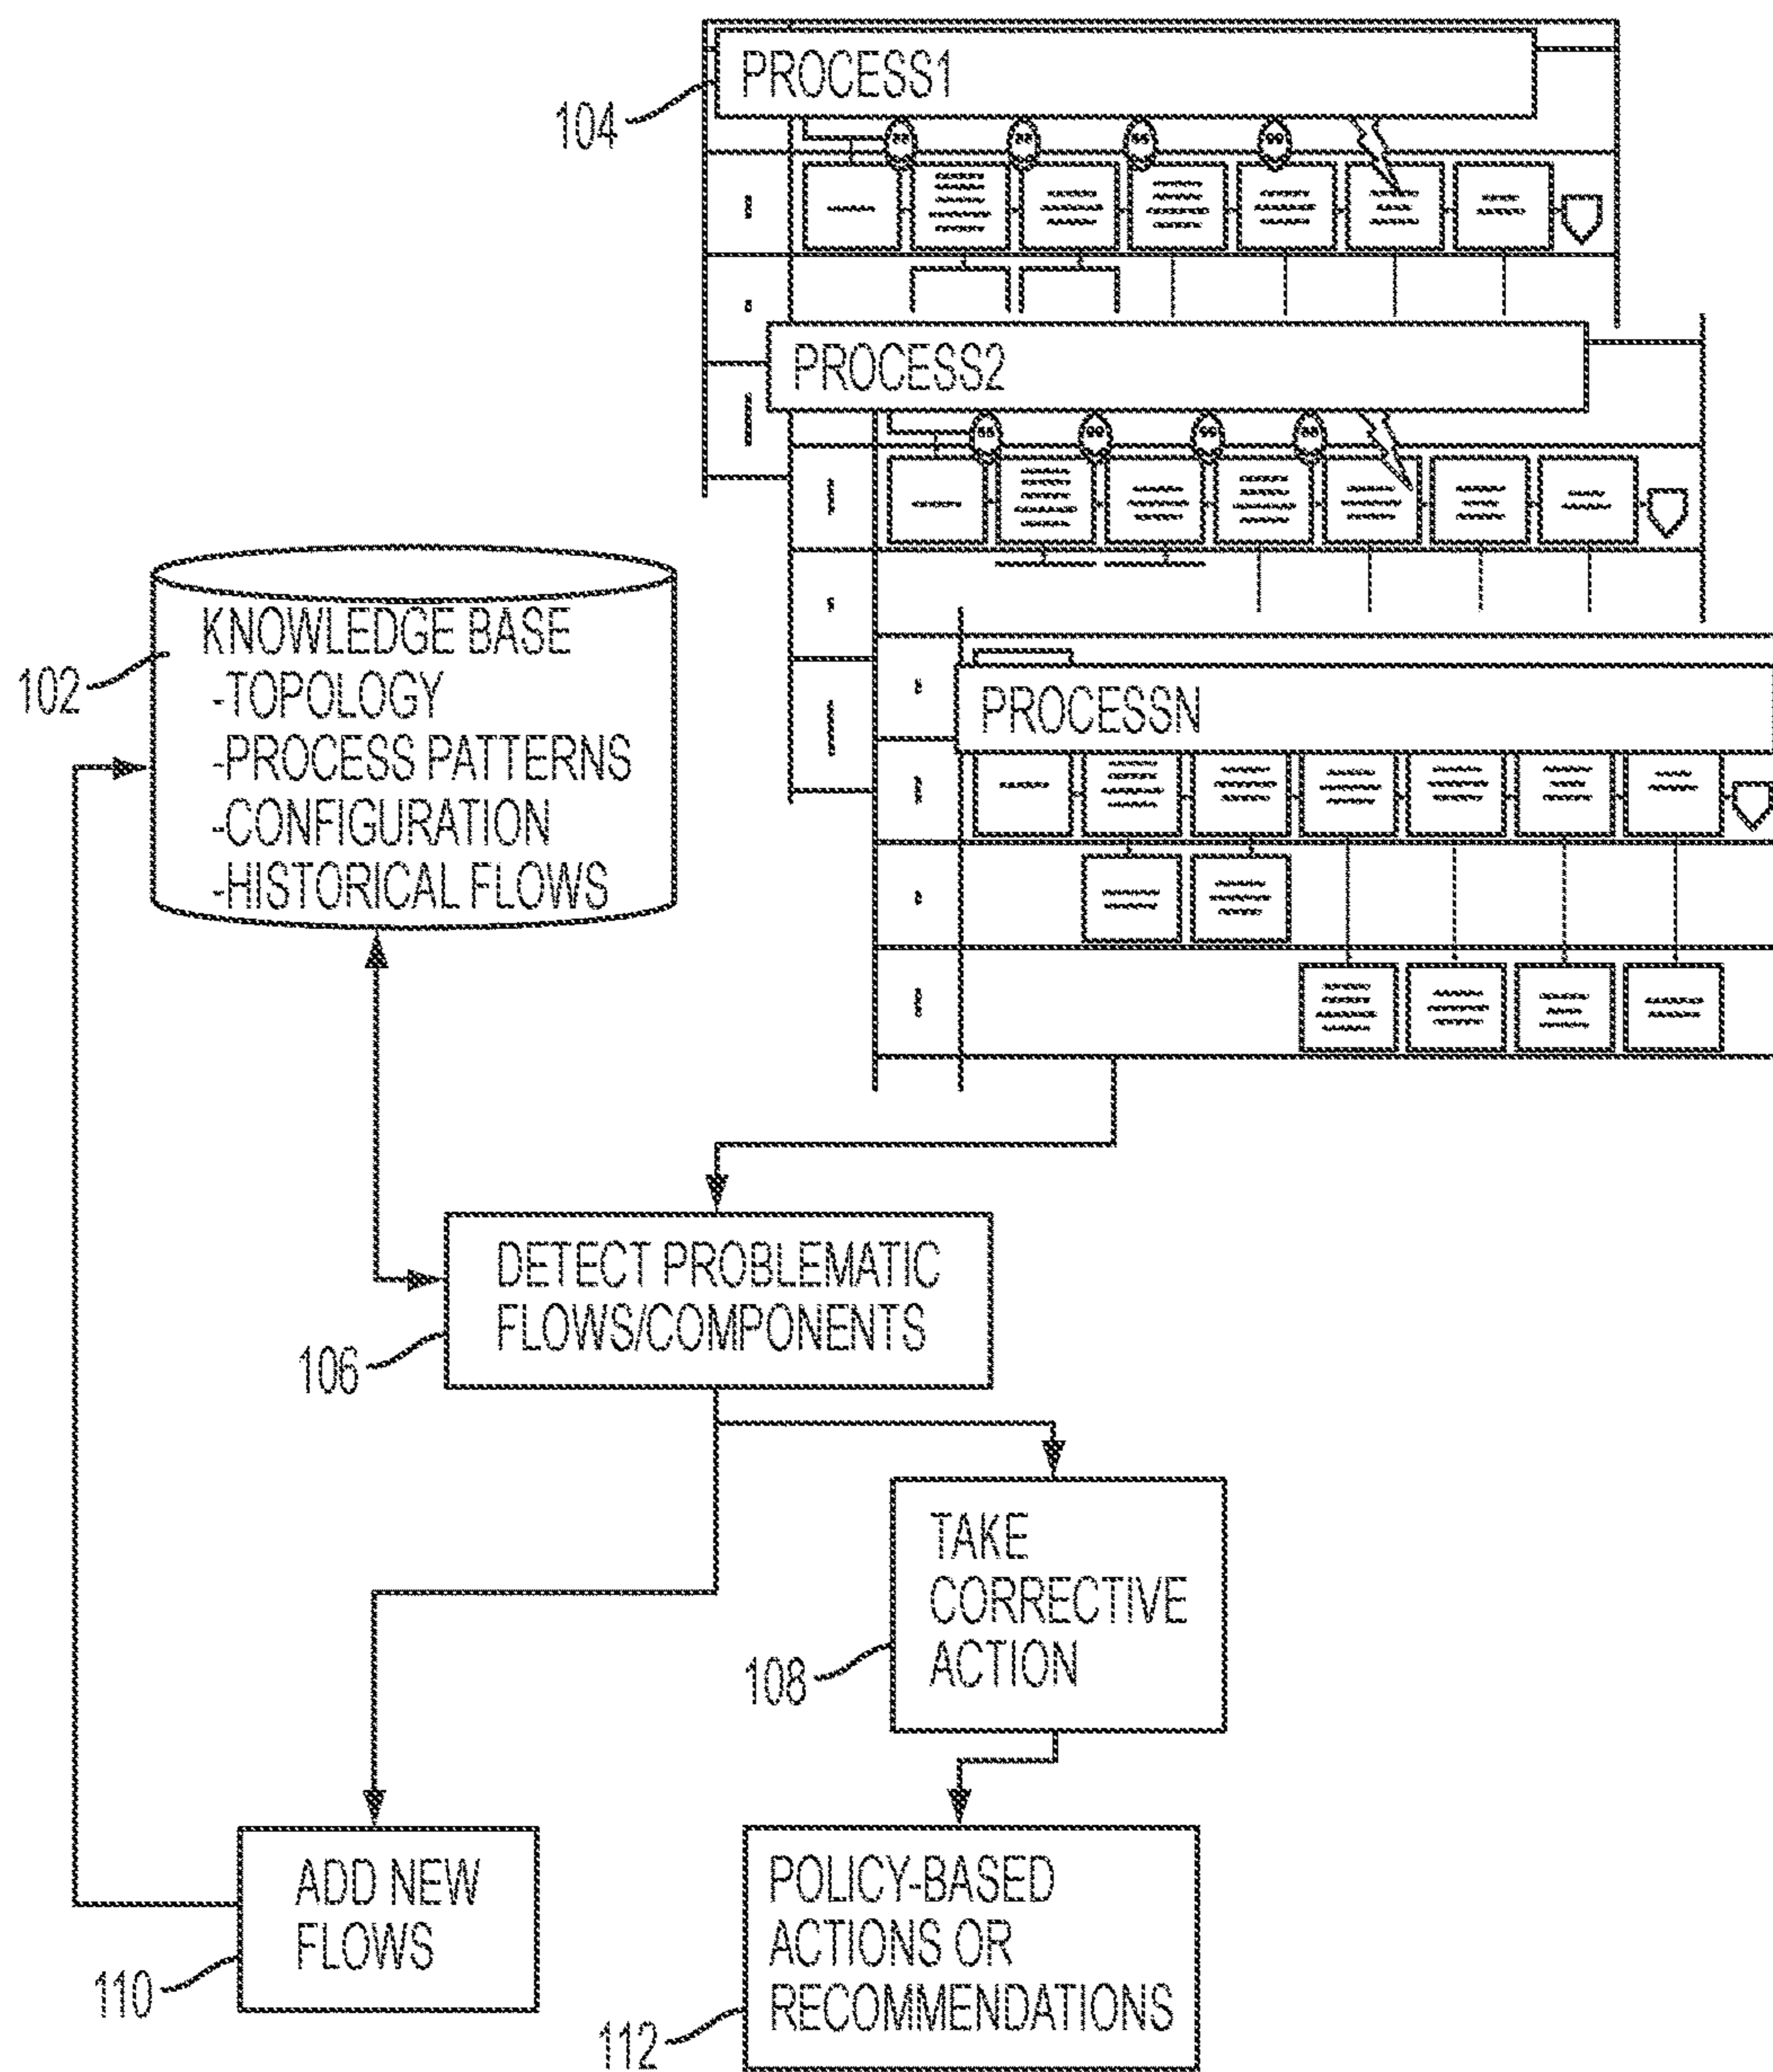 PROCESS1
104
PROCESS2
KNOWLEDGE BASE
-TOPOLOGY
-PROCESS PATTERNS
-CONFIGURATION
-HISTORICAL FLOWS
102
PROCESSN
DETECT PROBLEMATIC
FLOWS/COMPONENTS
106
TAKE
CORRECTIVE
ACTION
108
ADD NEW
FLOWS
110
POLICY-BASED
ACTIONS OR
RECOMMENDATIONS
112